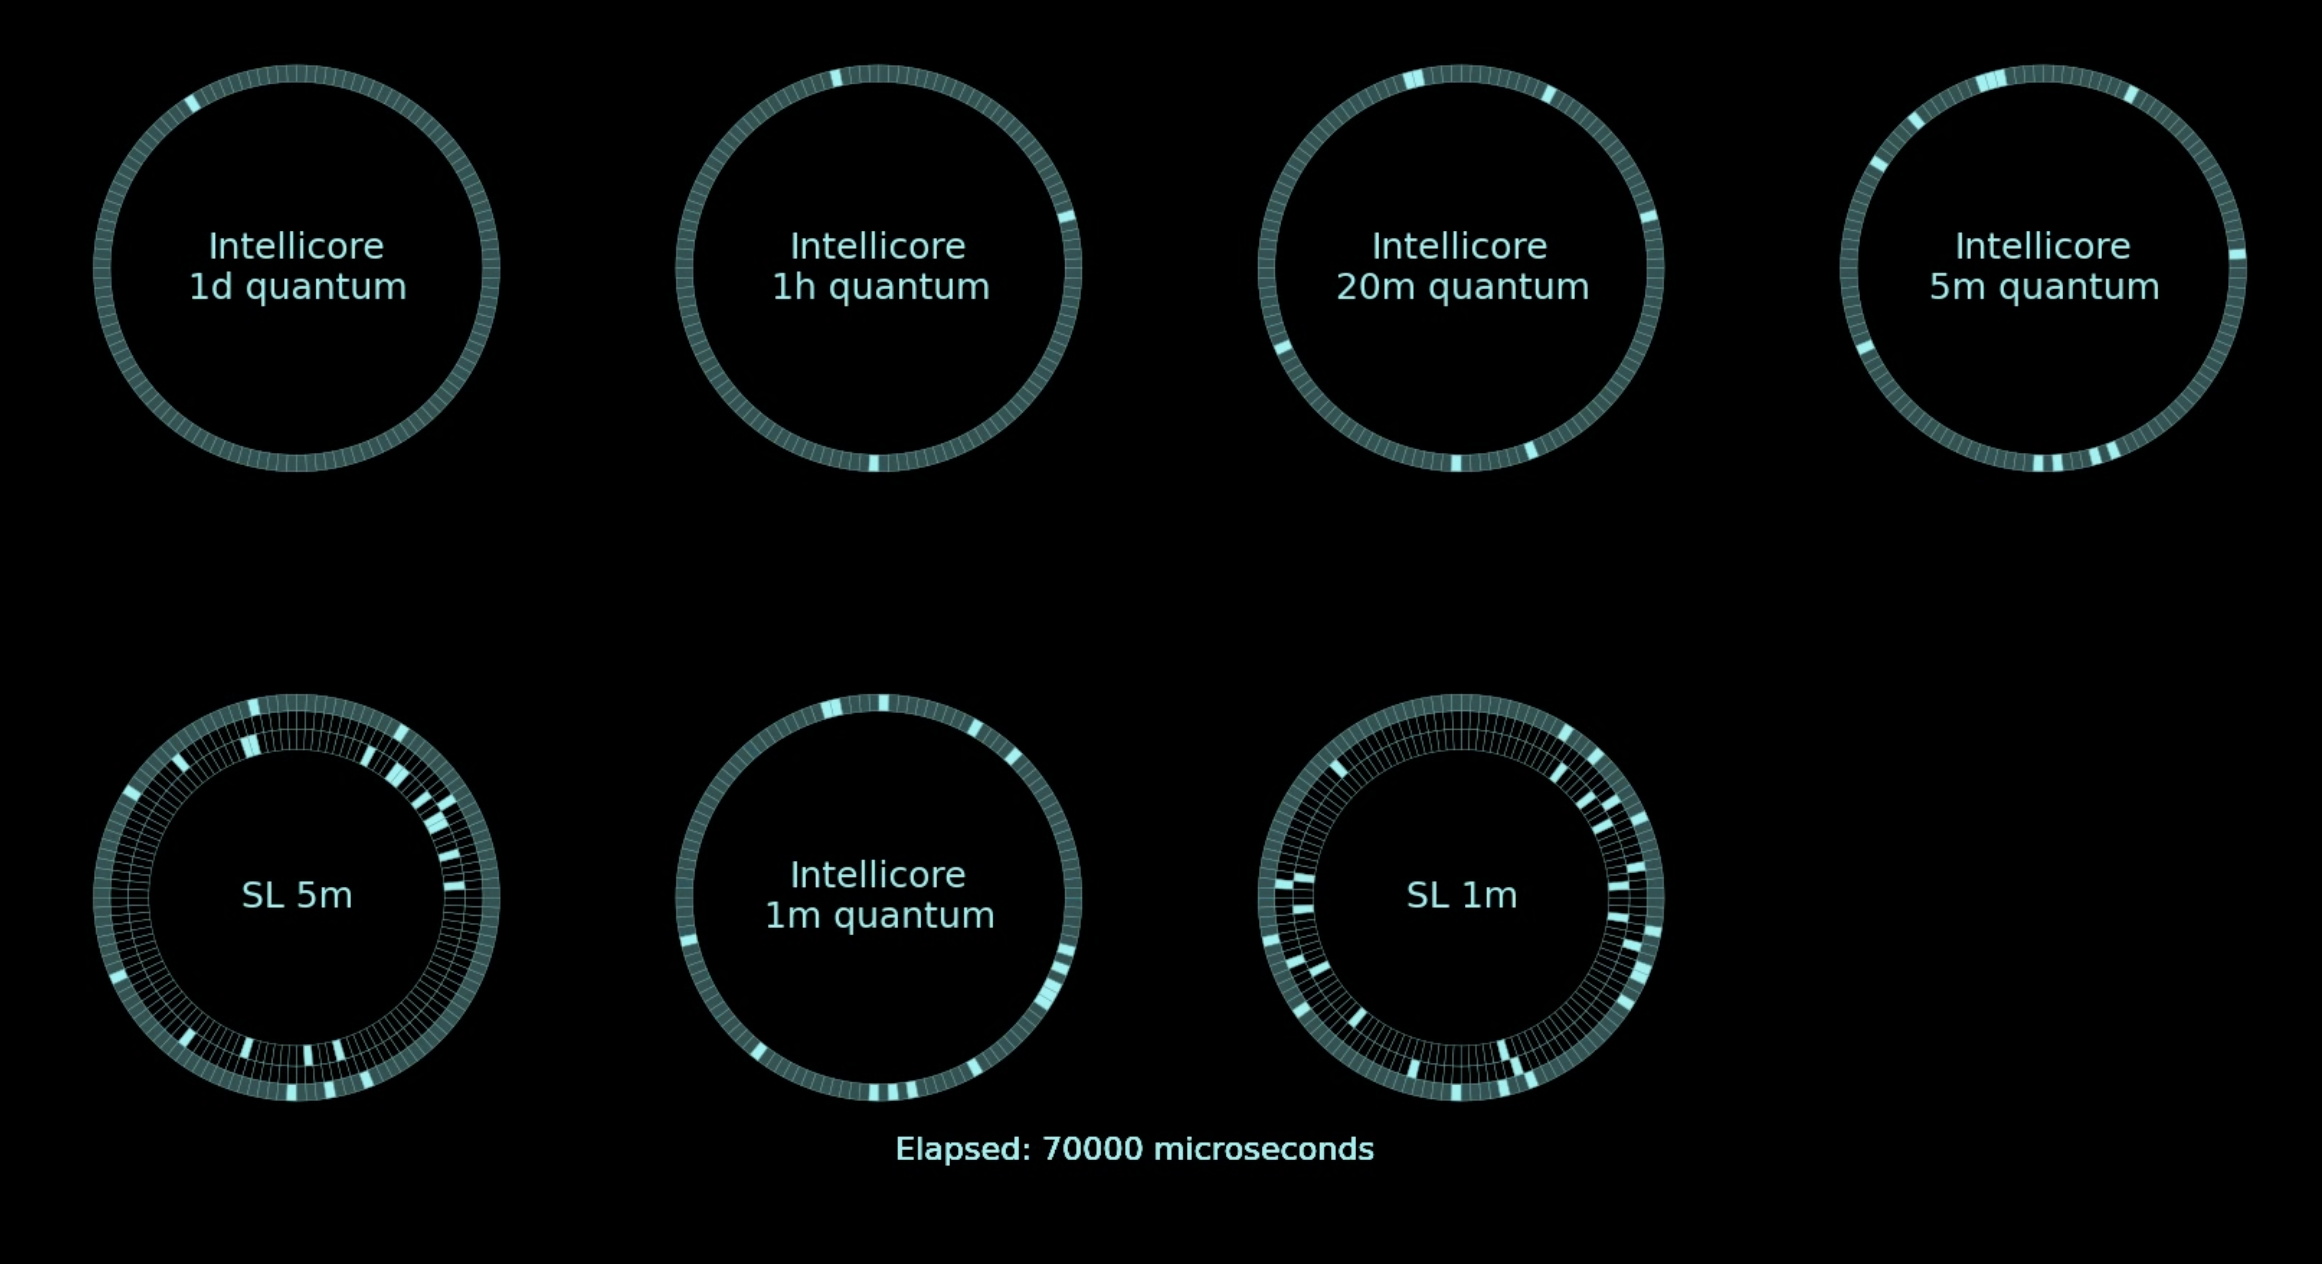 Intellicore
1d quantum
Intellicore
1h quantum
Intellicore
20m quantum
Intellicore
5m quantum
SL 5m
Intellicore
1m quantum
SL 1m
Elapsed: 70000 microseconds